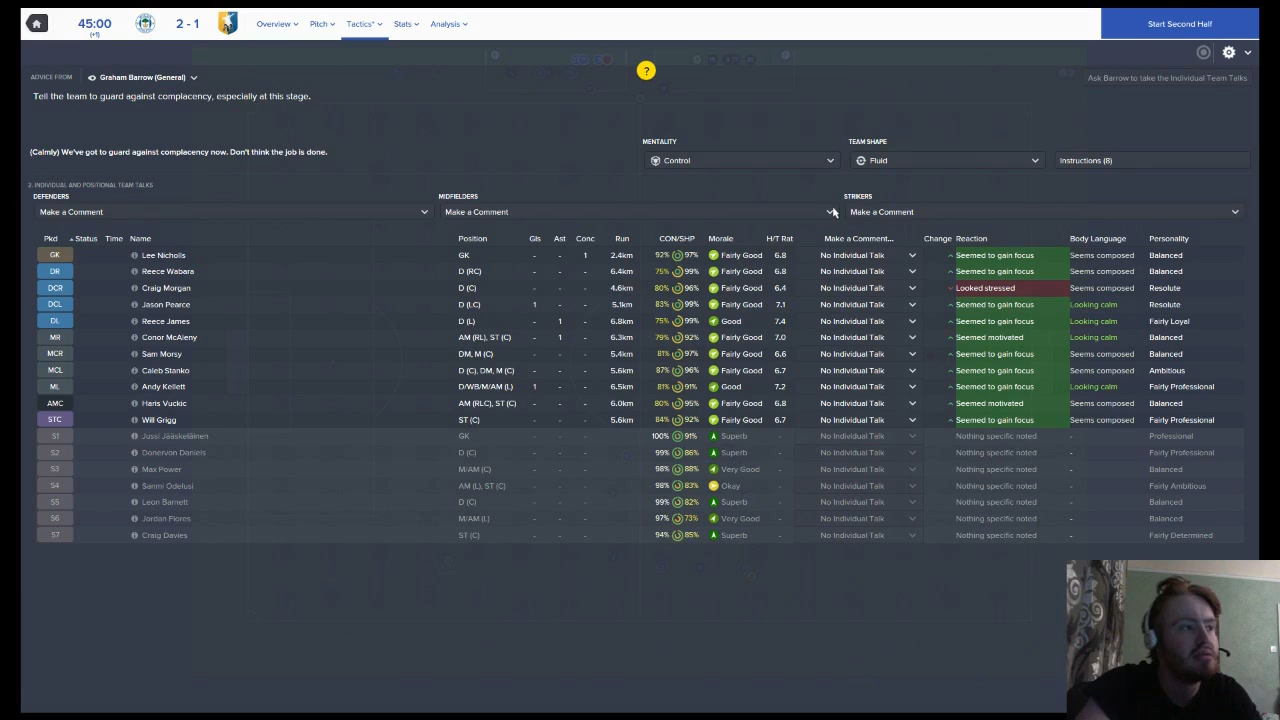 45:00 2 - 1 Overview Pitch Tactics* Stats Analysis Start Second Half
(+1)
?
ADVICE FROM Graham Barrow (General) Ask Barrow to take the Individual Team Talks
Tell the team to guard against complacency, especially at this stage.
MENTALITY TEAM SHAPE
(Calmly) We've got to guard against complacency now. Don't think the job is done.
Control Fluid Instructions (8)
2. INDIVIDUAL AND POSITIONAL TEAM TALKS
DEFENDERS MIDFIELDERS STRIKERS
Make a Comment Make a Comment Make a Comment
Pkd Status Time Name Position Gls Ast Conc Run CON/SHP Morale H/T Rat Make a Comment... Change Reaction Body Language Personality
GK Lee Nicholls GK - - 1 2.4km 92% 97% Fairly Good 6.8 No Individual Talk Seemed to gain focus Seems composed Balanced
DR Reece Wabara D (RC) - - - 6.4km 75% 99% Fairly Good 6.8 No Individual Talk Seemed to gain focus Seems composed Balanced
DCR Craig Morgan D (C) - - - 4.6km 80% 96% Fairly Good 6.4 No Individual Talk Looked stressed Seems composed Resolute
DCL Jason Pearce D (LC) 1 - - 5.1km 83% 99% Fairly Good 7.1 No Individual Talk Seemed to gain focus Looking calm Resolute
DL Reece James D (L) - 1 - 6.8km 75% 99% Good 7.4 No Individual Talk Seemed to gain focus Looking calm Fairly Loyal
MR Conor McAleny AM (RL), ST (C) - 1 - 6.3km 79% 92% Fairly Good 7.0 No Individual Talk Seemed motivated Looking calm Balanced
MCR Sam Morsy DM, M (C) - - - 5.4km 81% 97% Fairly Good 6.6 No Individual Talk Seemed to gain focus Seems composed Balanced
MCL Caleb Stanko D (C), DM, M (C) - - - 5.6km 87% 96% Fairly Good 6.7 No Individual Talk Seemed to gain focus Seems composed Ambitious
ML Andy Kellett D/WB/M/AM (L) 1 - - 6.5km 81% 91% Good 7.2 No Individual Talk Seemed to gain focus Looking calm Fairly Professional
AMC Haris Vuckic AM (RLC), ST (C) - - - 6.0km 80% 95% Fairly Good 6.8 No Individual Talk Seemed motivated Seems composed Balanced
STC Will Grigg ST (C) - - - 5.6km 84% 92% Fairly Good 6.7 No Individual Talk Seemed to gain focus Seems composed Fairly Professional
S1 Jussi Jääskeläinen GK 100% 91% Superb - No Individual Talk Nothing specific noted - Professional
S2 Donervon Daniels D (C) 99% 86% Superb - No Individual Talk Nothing specific noted - Fairly Professional
S3 Max Power M/AM (C) 98% 88% Very Good - No Individual Talk Nothing specific noted - Balanced
S4 Sanmi Odelusi AM (L), ST (C) 98% 83% Okay - No Individual Talk Nothing specific noted - Fairly Ambitious
S5 Leon Barnett D (C) 99% 82% Superb - No Individual Talk Nothing specific noted - Balanced
S6 Jordan Flores M/AM (L) 97% 73% Very Good - No Individual Talk Nothing specific noted - Balanced
S7 Craig Davies ST (C) 94% 85% Superb - No Individual Talk Nothing specific noted - Fairly Determined